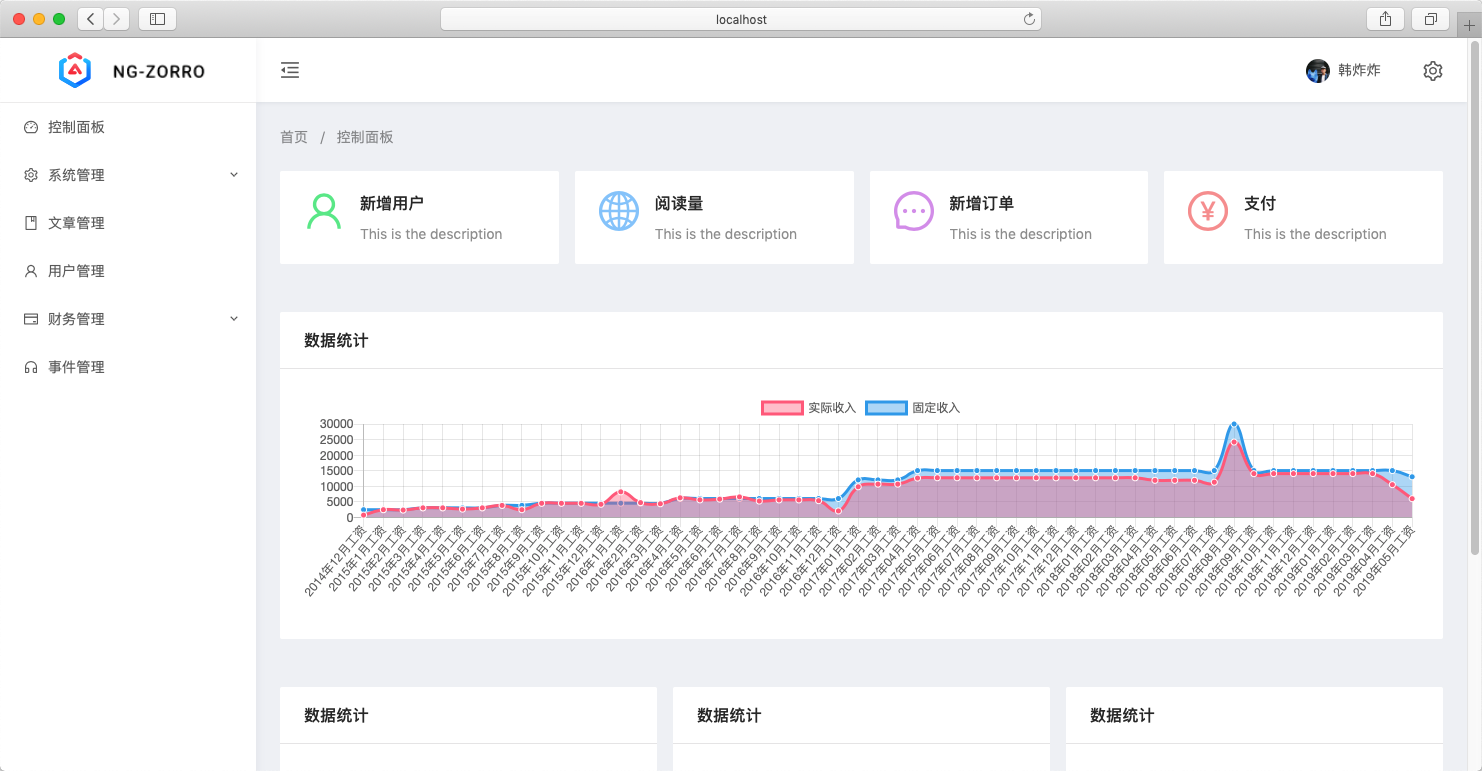 localhost
NG-ZORRO
韩炸炸
控制面板
系统管理
文章管理
用户管理
财务管理
事件管理
首页 / 控制面板
新增用户
This is the description
阅读量
This is the description
新增订单
This is the description
¥
支付
This is the description
数据统计
实际收入
固定收入
30000
25000
20000
15000
10000
5000
0
2014年12月工资
2015年1月工资
2015年2月工资
2015年3月工资
2015年4月工资
2015年5月工资
2015年6月工资
2015年7月工资
2015年8月工资
2015年9月工资
2015年10月工资
2015年11月工资
2015年12月工资
2016年1月工资
2016年2月工资
2016年3月工资
2016年4月工资
2016年5月工资
2016年6月工资
2016年7月工资
2016年8月工资
2016年9月工资
2016年10月工资
2016年11月工资
2016年12月工资
2017年01月工资
2017年02月工资
2017年03月工资
2017年04月工资
2017年05月工资
2017年06月工资
2017年07月工资
2017年08月工资
2017年09月工资
2017年10月工资
2017年11月工资
2017年12月工资
2018年01月工资
2018年02月工资
2018年03月工资
2018年04月工资
2018年05月工资
2018年06月工资
2018年07月工资
2018年08月工资
2018年09月工资
2018年10月工资
2018年11月工资
2018年12月工资
2019年01月工资
2019年02月工资
2019年03月工资
2019年04月工资
2019年05月工资
数据统计
数据统计
数据统计